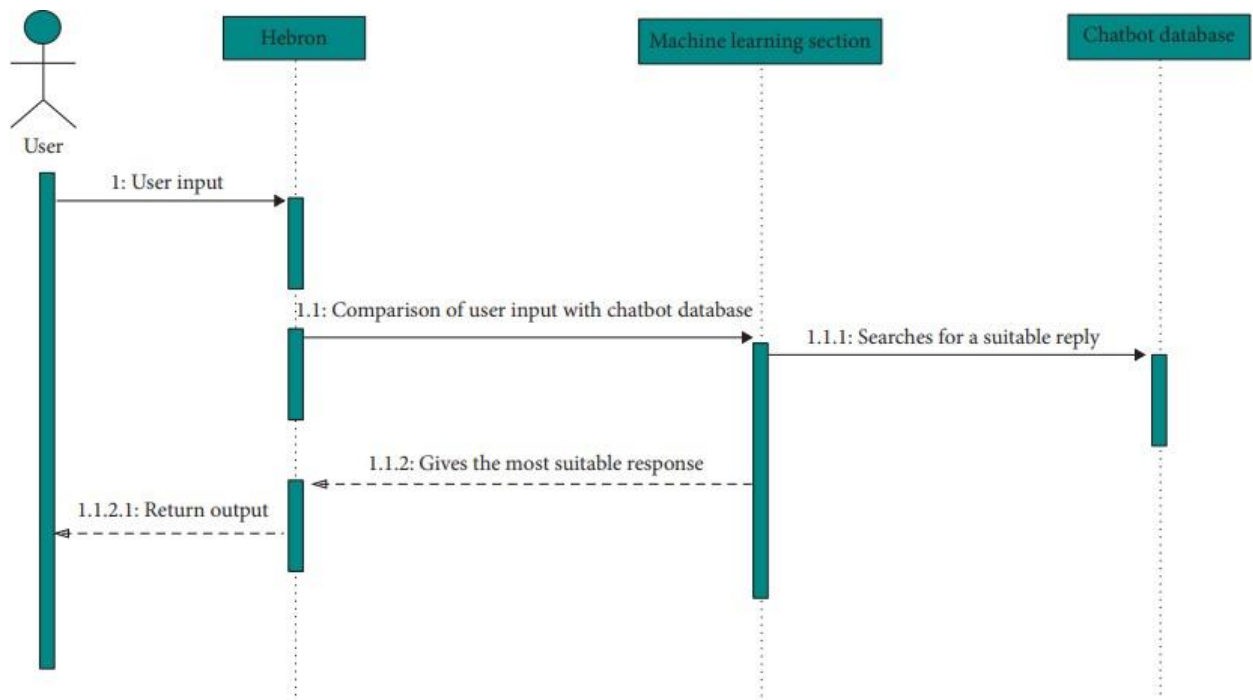 Hebron
Machine learning section
Chatbot database
User
1: User input
1.1: Comparison of user input with chatbot database
1.1.1: Searches for a suitable reply
1.1.2: Gives the most suitable response
1.1.2.1: Return output